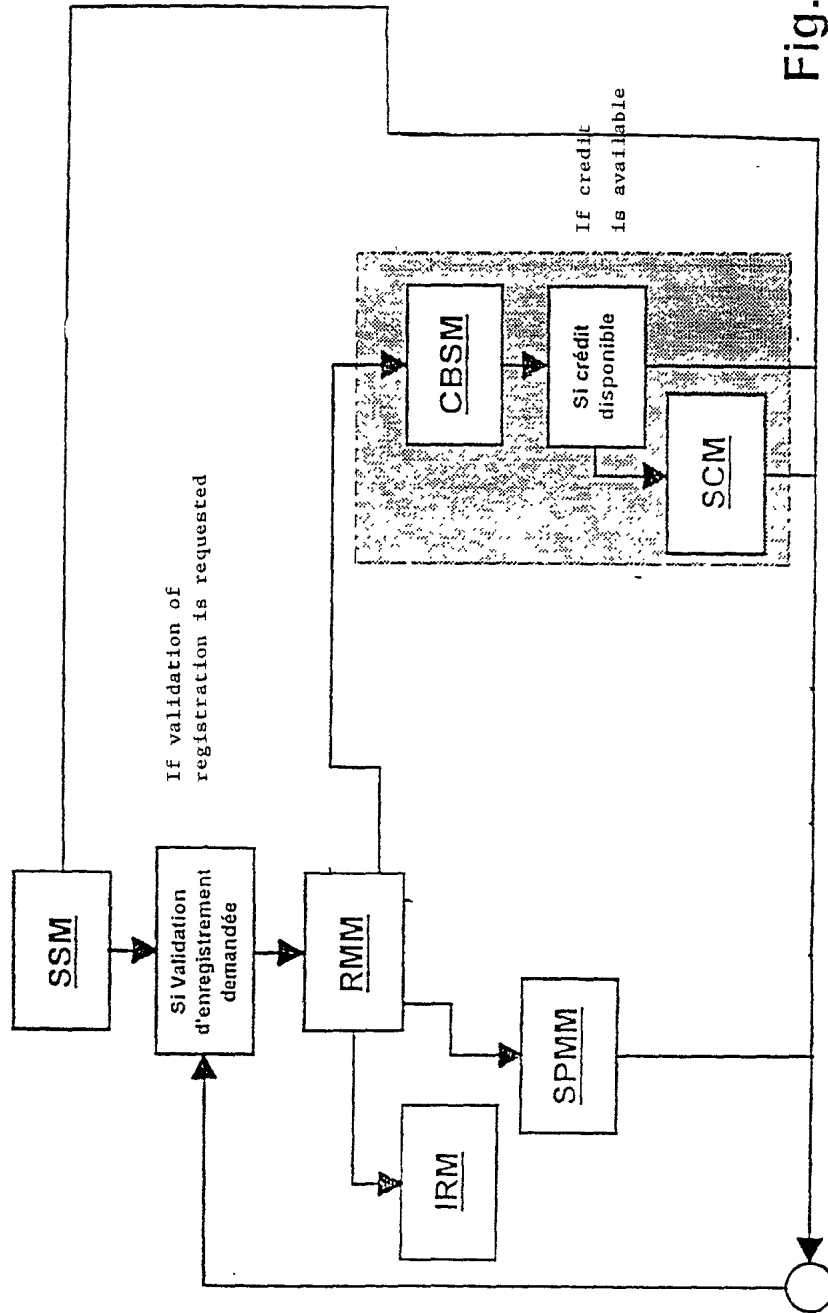 SSM
Si Validation
d'enregistrement
demandée
If validation of
registration is requested
RMM
IRM
SPMM
CBSM
Si crédit
disponible
If credit
is available
SCM
Fig.